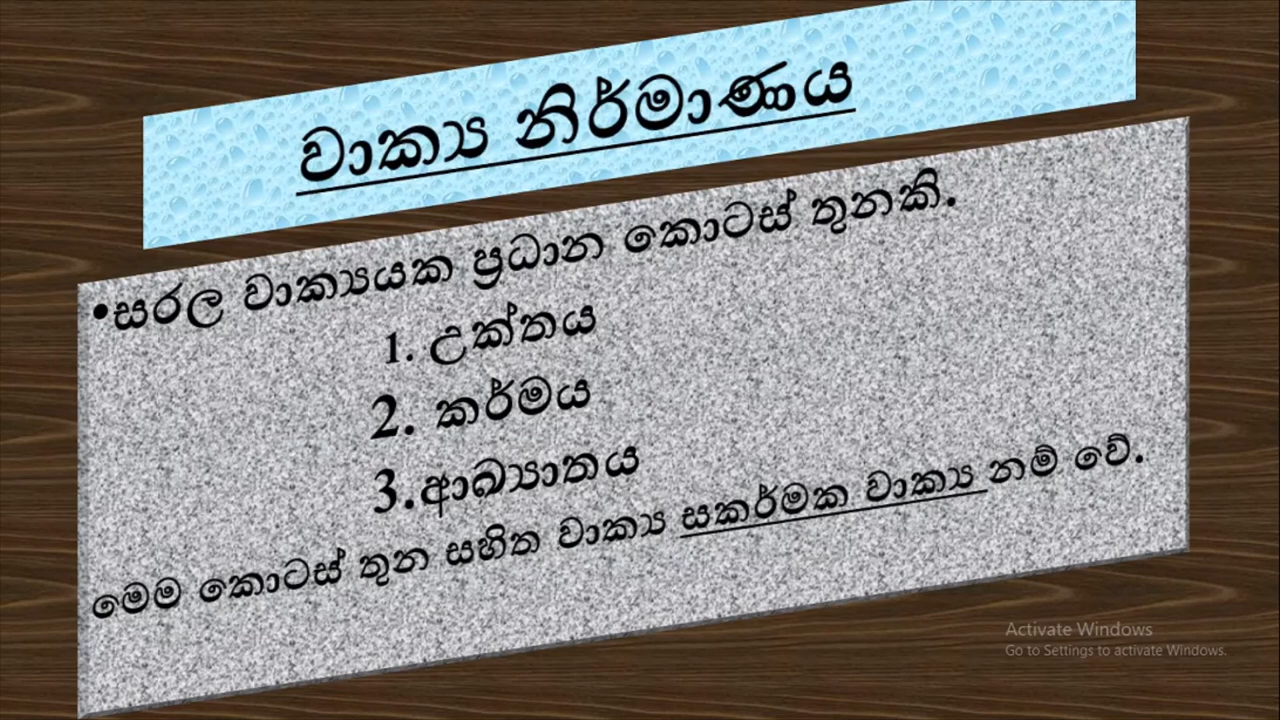 වාක්‍ය නිර්මාණය
•සරල වාක්‍යයක ප්‍රධාන කොටස් තුනකි.
1. උක්තය
2. කර්මය
3.ආඛ්‍යාතය
මෙම කොටස් තුන සහිත වාක්‍ය සකර්මක වාක්‍ය නම් වේ.
Activate Windows
Go to Settings to activate Windows.